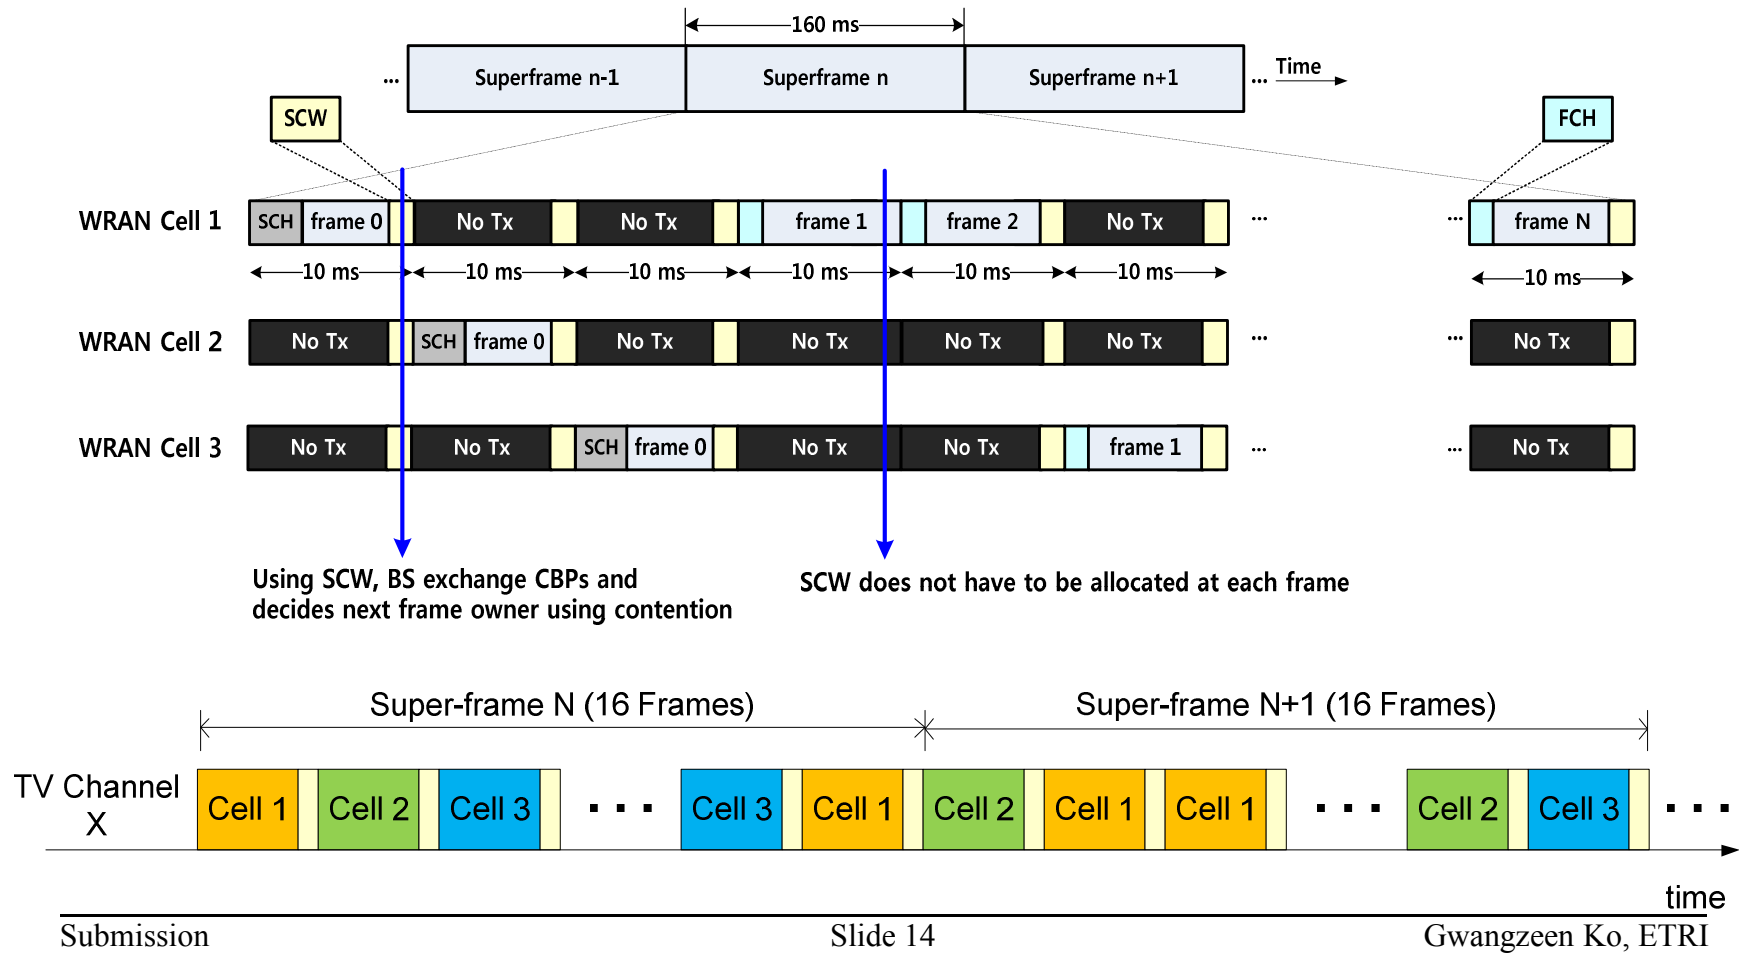 160 ms
... Superframe n-1 Superframe n Superframe n+1 ... Time
SCW FCH
WRAN Cell 1 SCH frame 0 No Tx No Tx frame 1 frame 2 No Tx ... ... frame N
10 ms 10 ms 10 ms 10 ms 10 ms 10 ms 10 ms
WRAN Cell 2 No Tx SCH frame 0 No Tx No Tx No Tx No Tx ... ... No Tx
WRAN Cell 3 No Tx No Tx SCH frame 0 No Tx No Tx frame 1 ... ... No Tx
Using SCW, BS exchange CBPs and
decides next frame owner using contention
SCW does not have to be allocated at each frame
Super-frame N (16 Frames) Super-frame N+1 (16 Frames)
TV Channel
X
Cell 1 Cell 2 Cell 3 ... Cell 3 Cell 1 Cell 2 Cell 1 Cell 1 ... Cell 2 Cell 3 ...
time
Submission Slide 14 Gwangzeen Ko, ETRI